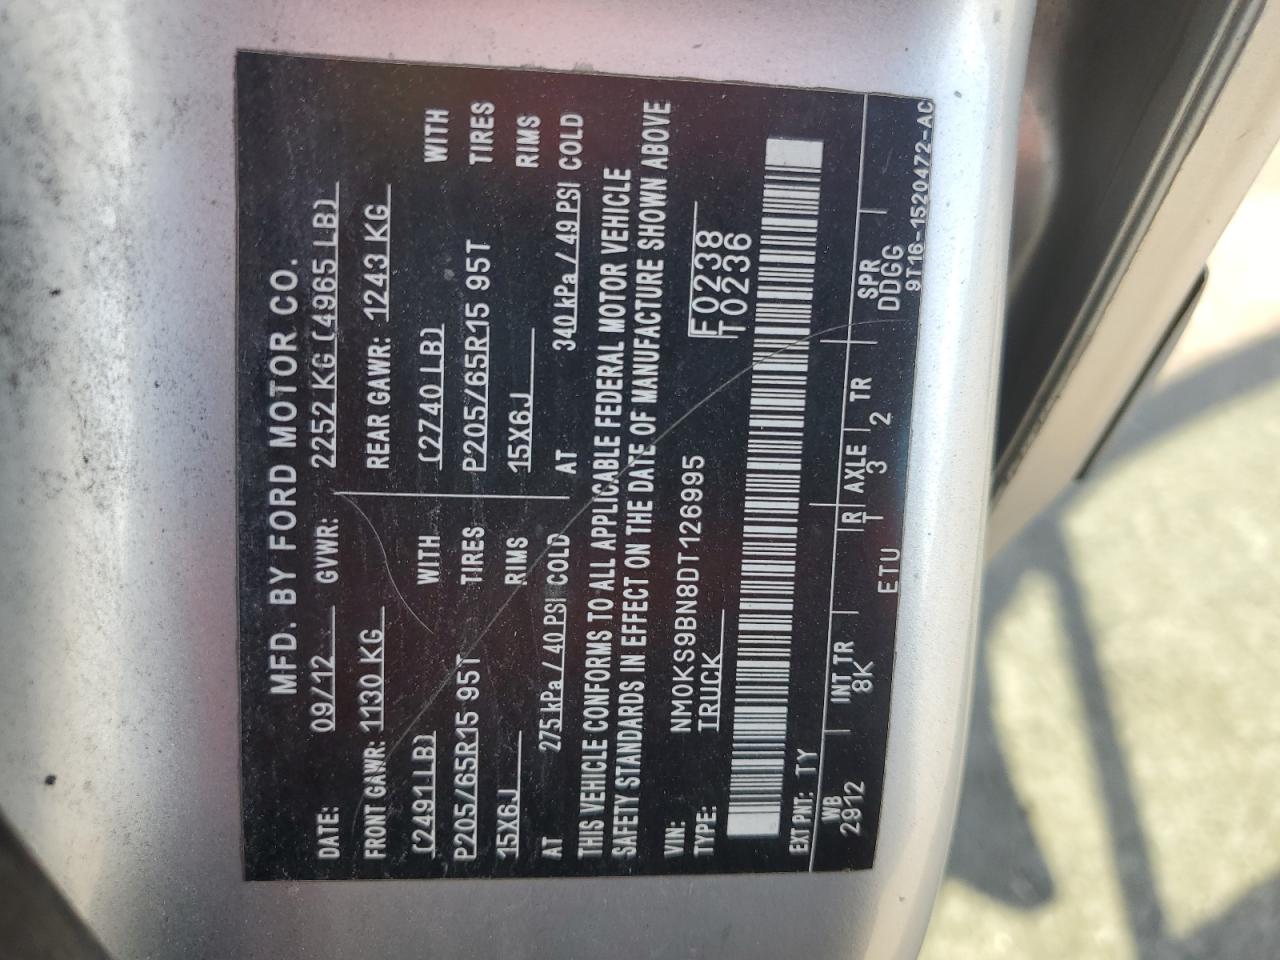 MFD. BY FORD MOTOR CO.
DATE: 09/12 GVWR: 2252 KG (4965 LB)
FRONT GAWR: 1130 KG REAR GAWR: 1243 KG
(2491LB) WITH (2740 LB) WITH
P205/65R15 95T TIRES P205/65R15 95T TIRES
15X6J RIMS 15X6J RIMS
AT 275 kPa / 40 PSI COLD AT 340 kPa / 49 PSI COLD
THIS VEHICLE CONFORMS TO ALL APPLICABLE FEDERAL MOTOR VEHICLE
SAFETY STANDARDS IN EFFECT ON THE DATE OF MANUFACTURE SHOWN ABOVE
VIN: NM0KS9BN8DT126995 F0238
TYPE: TRUCK T0236
EXT PNT: TY
WB INT TR R AXLE TR SPR
2912 8K ETU T 3 2 DDGG
9T16-1520472-AC